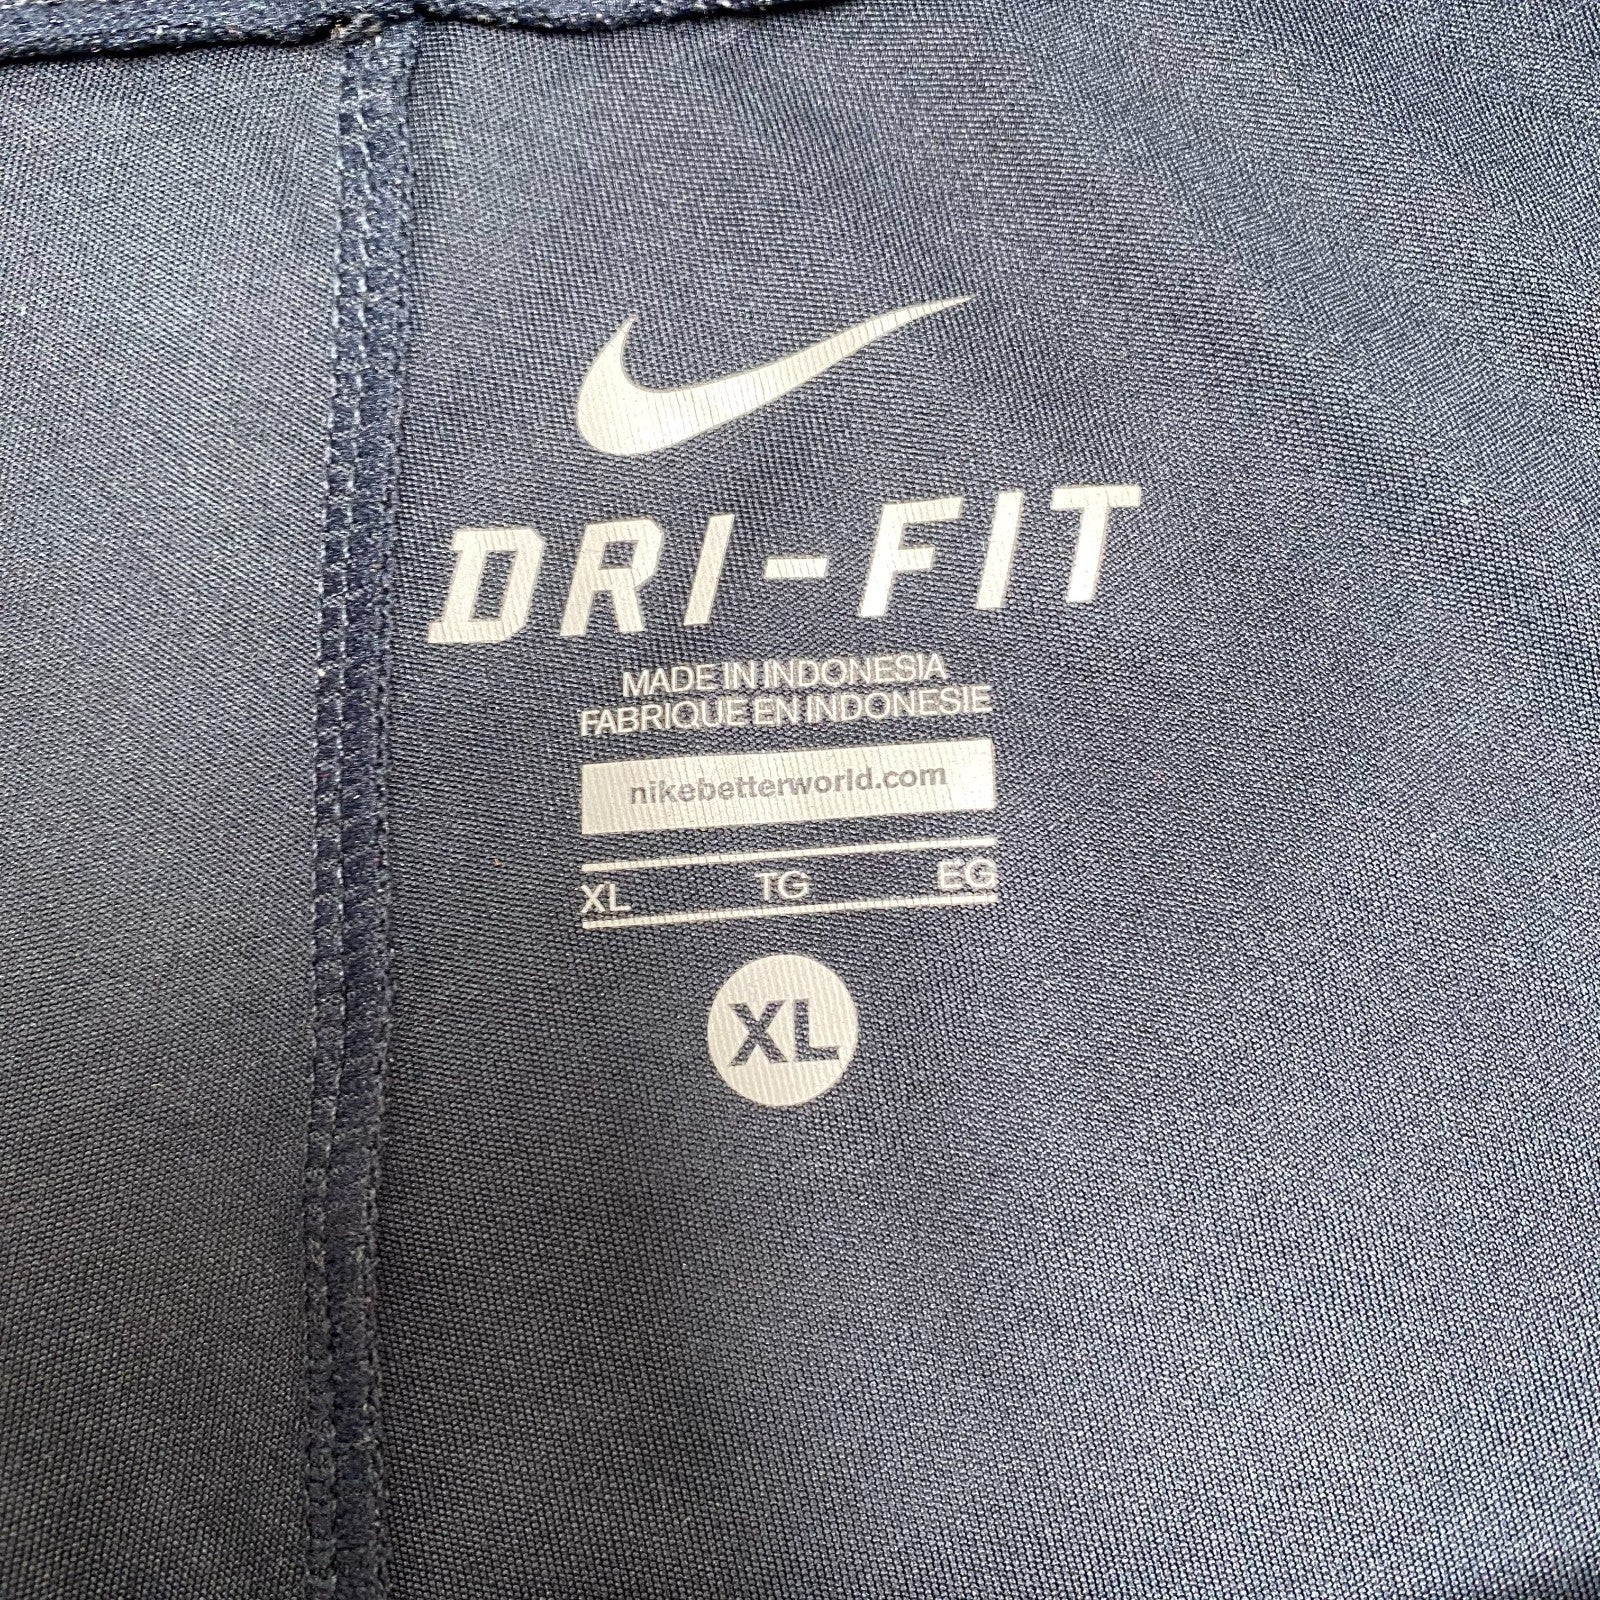 DRI-FIT
MADE IN INDONESIA
FABRIQUE EN INDONESIE
nikebetterworld.com
XL TG EG
XL